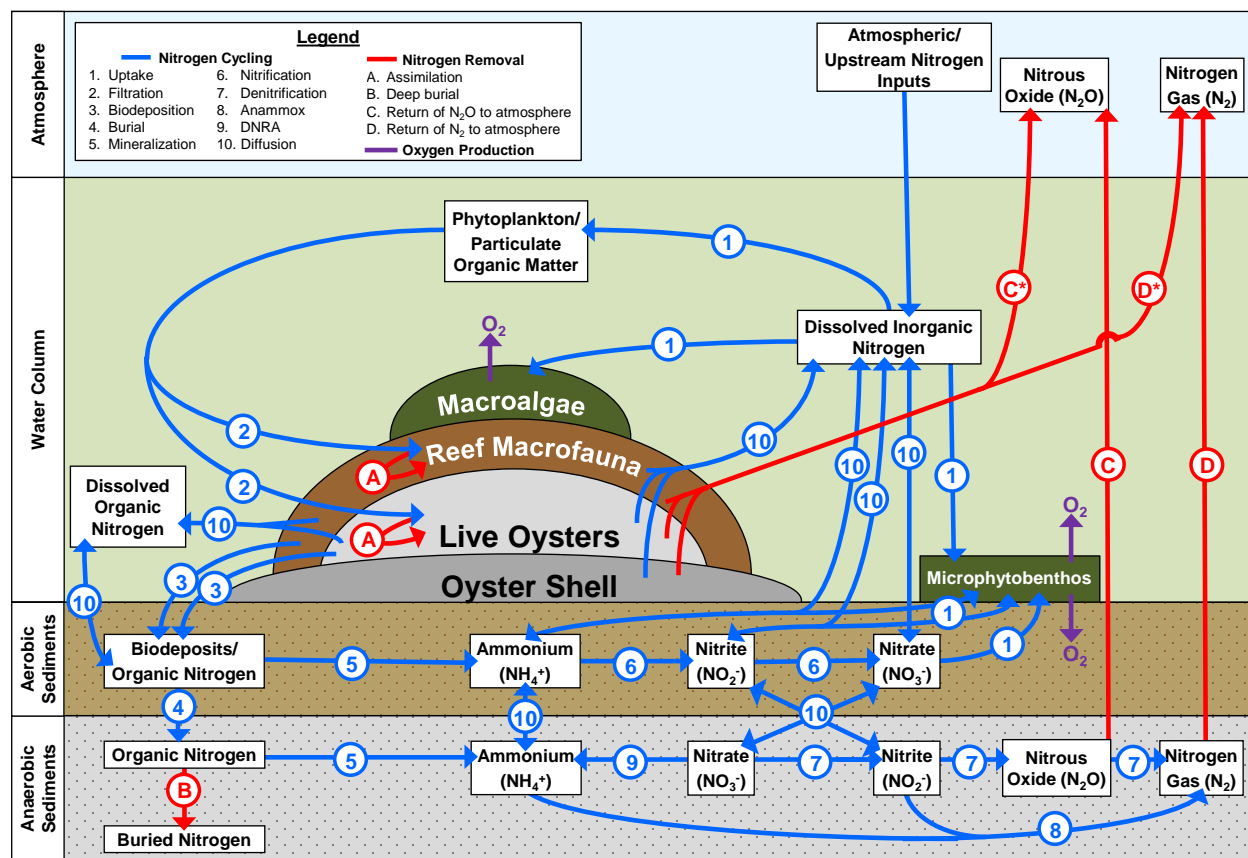 Legend
Nitrogen Cycling
1. Uptake
2. Filtration
3. Biodeposition
4. Burial
5. Mineralization
6. Nitrification
7. Denitrification
8. Anammox
9. DNRA
10. Diffusion
Nitrogen Removal
A. Assimilation
B. Deep burial
C. Return of N₂O to atmosphere
D. Return of N₂ to atmosphere
Oxygen Production
Atmosphere
Atmospheric/
Upstream Nitrogen
Inputs
Nitrous
Oxide (N₂O)
Nitrogen
Gas (N₂)
Water Column
Phytoplankton/
Particulate
Organic Matter
1
C*
D*
O₂
Dissolved Inorganic
Nitrogen
1
Macroalgae
2
Reef Macrofauna
10
A
10
10
C
D
1
2
Dissolved
Organic
Nitrogen
10
10
A
Live Oysters
O₂
3
3
Oyster Shell
Microphytobenthos
10
Aerobic
Sediments
1
1
O₂
Biodeposits/
Organic Nitrogen
5
Ammonium
(NH₄⁺)
6
Nitrite
(NO₂⁻)
6
Nitrate
(NO₃⁻)
4
10
10
Anaerobic
Sediments
Organic Nitrogen
5
Ammonium
(NH₄⁺)
9
Nitrate
(NO₃⁻)
7
Nitrite
(NO₂⁻)
7
Nitrous
Oxide (N₂O)
7
Nitrogen
Gas (N₂)
B
8
Buried Nitrogen